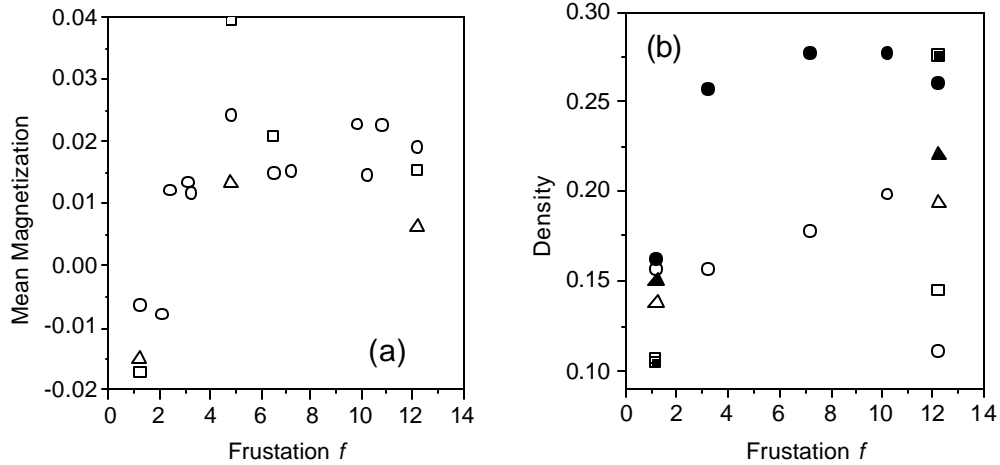 0.04
0.03
0.02
0.01
0.00
-0.01
-0.02
Mean Magnetization
(a)
0 2 4 6 8 10 12 14
Frustation f
0.30
0.25
0.20
0.15
0.10
Density
(b)
0 2 4 6 8 10 12 14
Frustation f